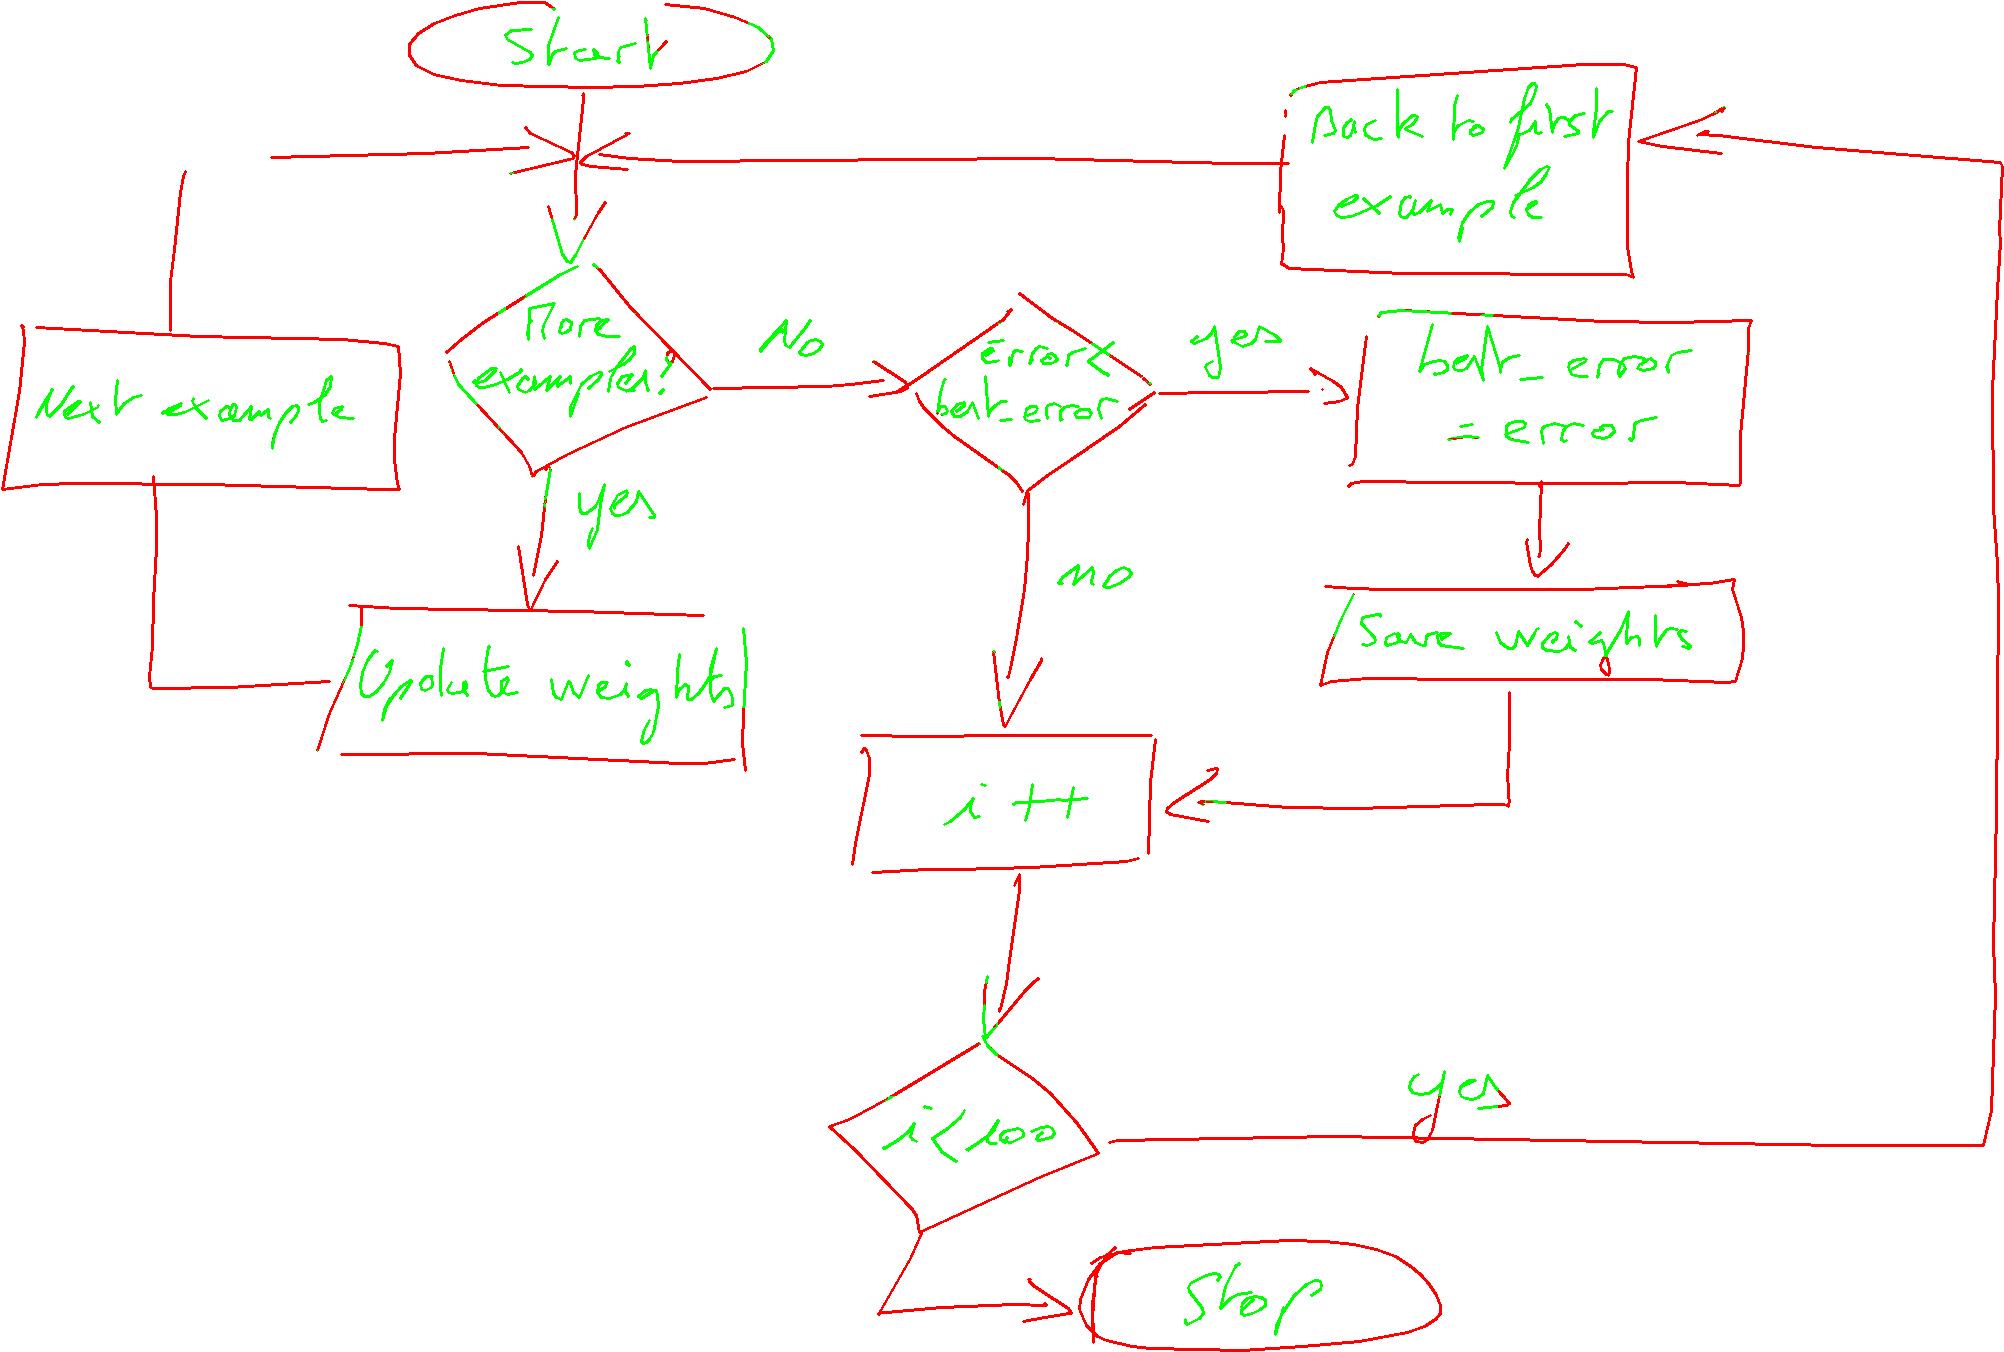 Start
Back to first
example
More
examples?
No
error<
best_error
yes
best_error
= error
Next example
yes
no
Save weights
Update weights
i ++
yes
i<100
Stop